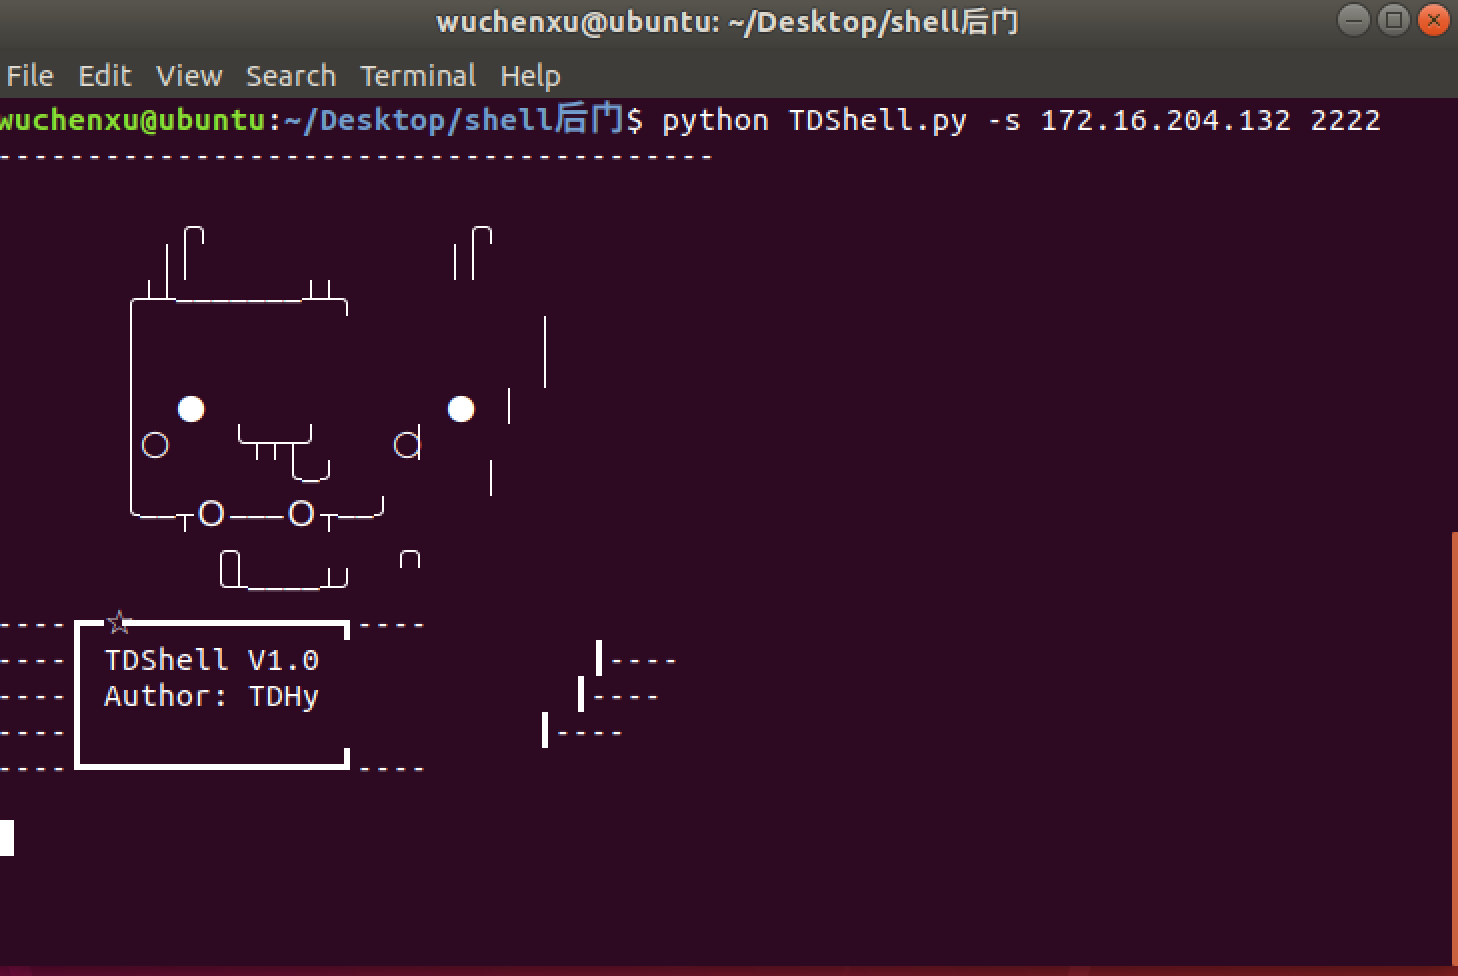 wuchenxu@ubuntu: ~/Desktop/shell后门
File Edit View Search Terminal Help
wuchenxu@ubuntu:~/Desktop/shell后门$ python TDShell.py -s 172.16.204.132 2222
TDShell V1.0
Author: TDHy